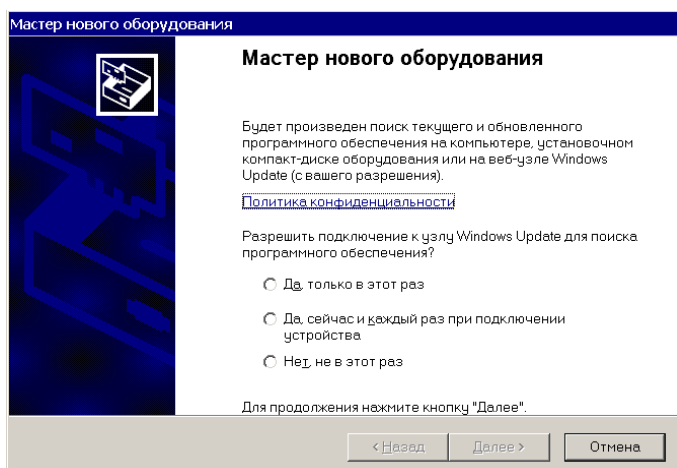 Мастер нового оборудования
Мастер нового оборудования
Будет произведен поиск текущего и обновленного
программного обеспечения на компьютере, установочном
компакт-диске оборудования или на веб-узле Windows
Update (с вашего разрешения).
Политика конфиденциальности
Разрешить подключение к узлу Windows Update для поиска
программного обеспечения?
Да, только в этот раз
Да, сейчас и каждый раз при подключении
устройства
Нет, не в этот раз
Для продолжения нажмите кнопку "Далее".
< Назад Далее > Отмена